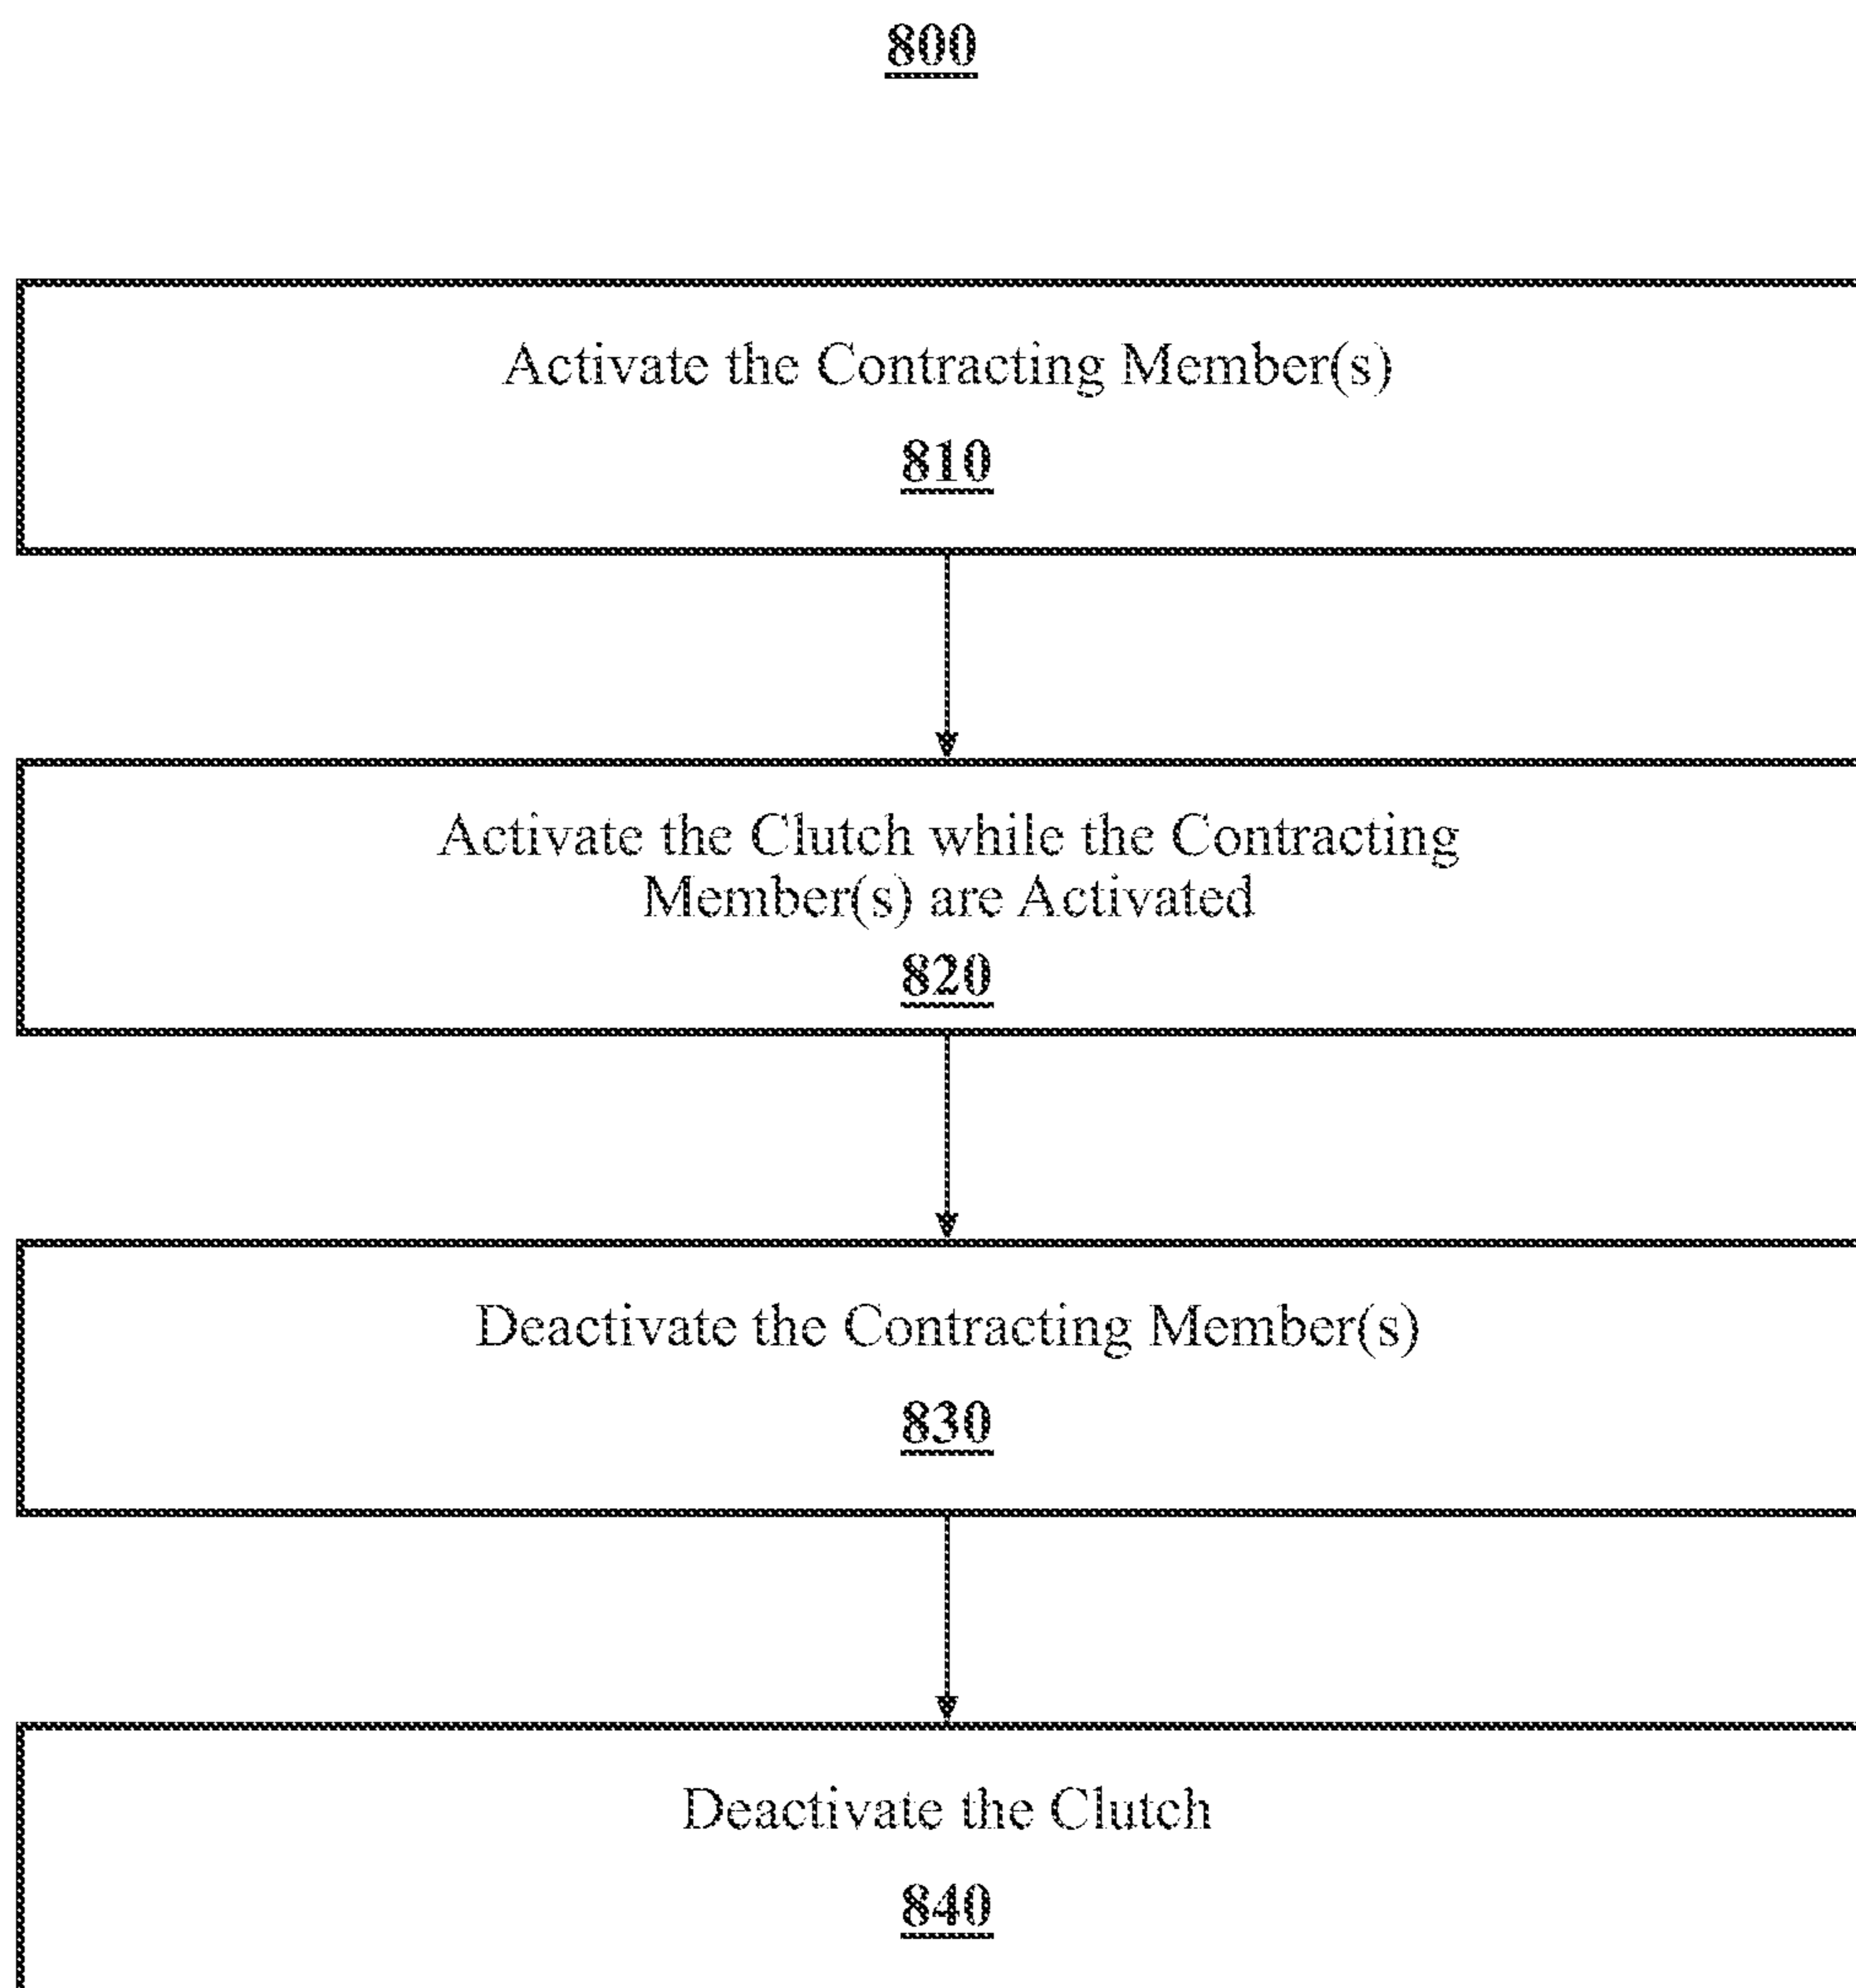 800
Activate the Contracting Member(s)
810
Activate the Clutch while the Contracting
Member(s) are Activated
820
Deactivate the Contracting Member(s)
830
Deactivate the Clutch
840